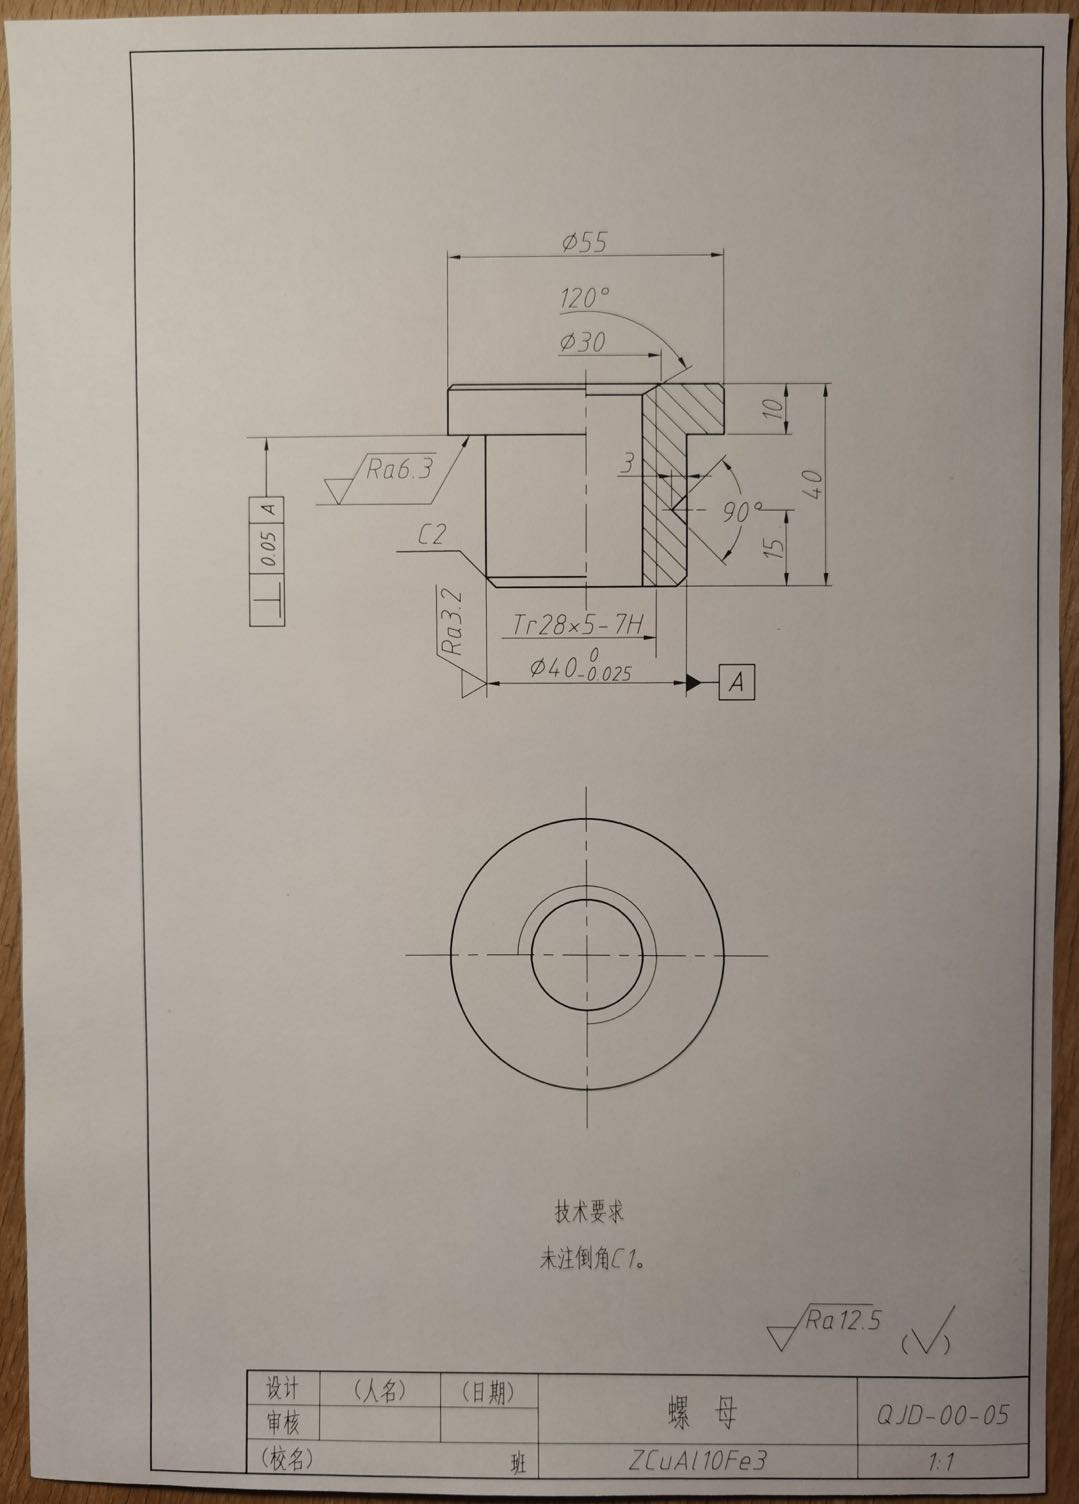 Ø55
120°
Ø30
10
Ra6.3
3
40
A
0.05
90°
C2
15
Ra3.2
Tr28×5-7H
Ø40 0 -0.025
A
技术要求
未注倒角C1。
Ra12.5 (√)
设计 (人名) (日期)
螺母
QJD-00-05
审核
(校名) 班
ZCuAl10Fe3
1:1